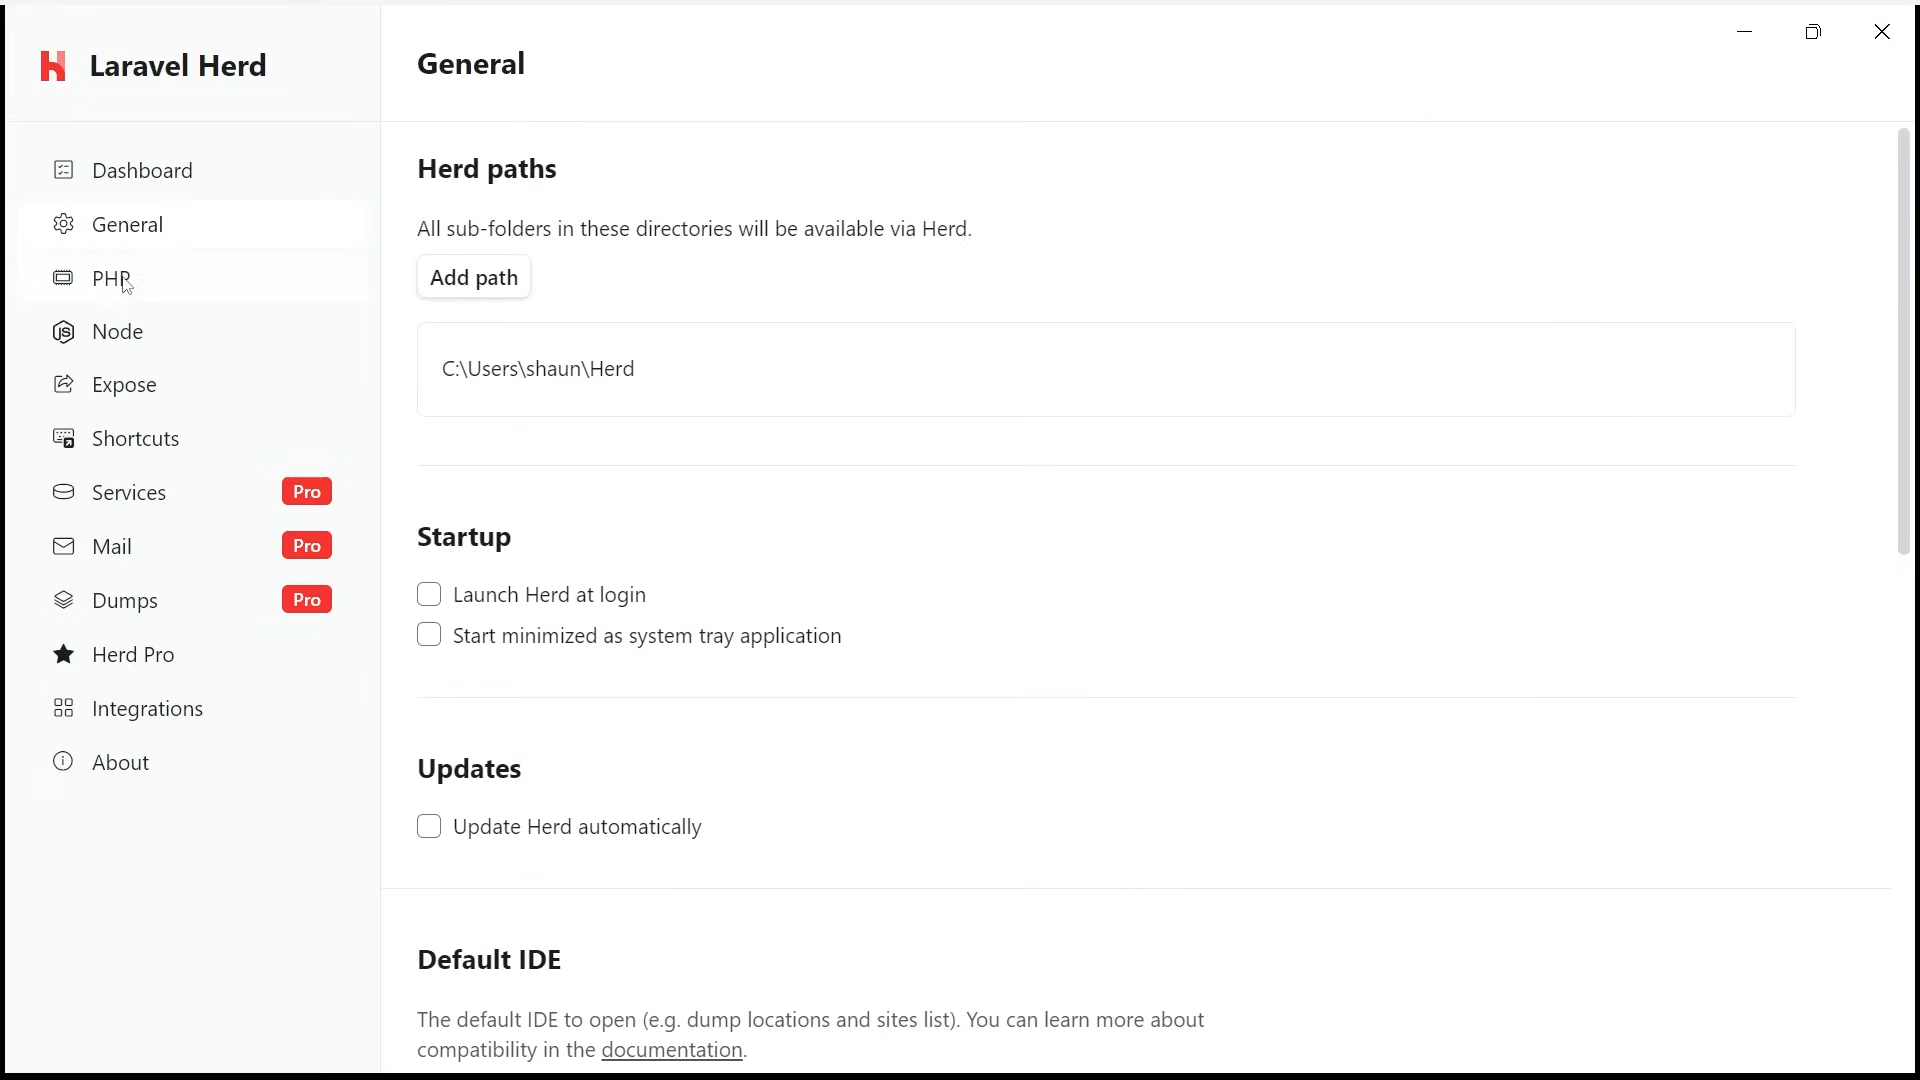 Laravel Herd
General
Dashboard
General
PHP
Node
Expose
Shortcuts
Services Pro
Mail Pro
Dumps Pro
Herd Pro
Integrations
About
Herd paths
All sub-folders in these directories will be available via Herd.
Add path
C:\Users\shaun\Herd
Startup
Launch Herd at login
Start minimized as system tray application
Updates
Update Herd automatically
Default IDE
The default IDE to open (e.g. dump locations and sites list). You can learn more about
compatibility in the documentation.